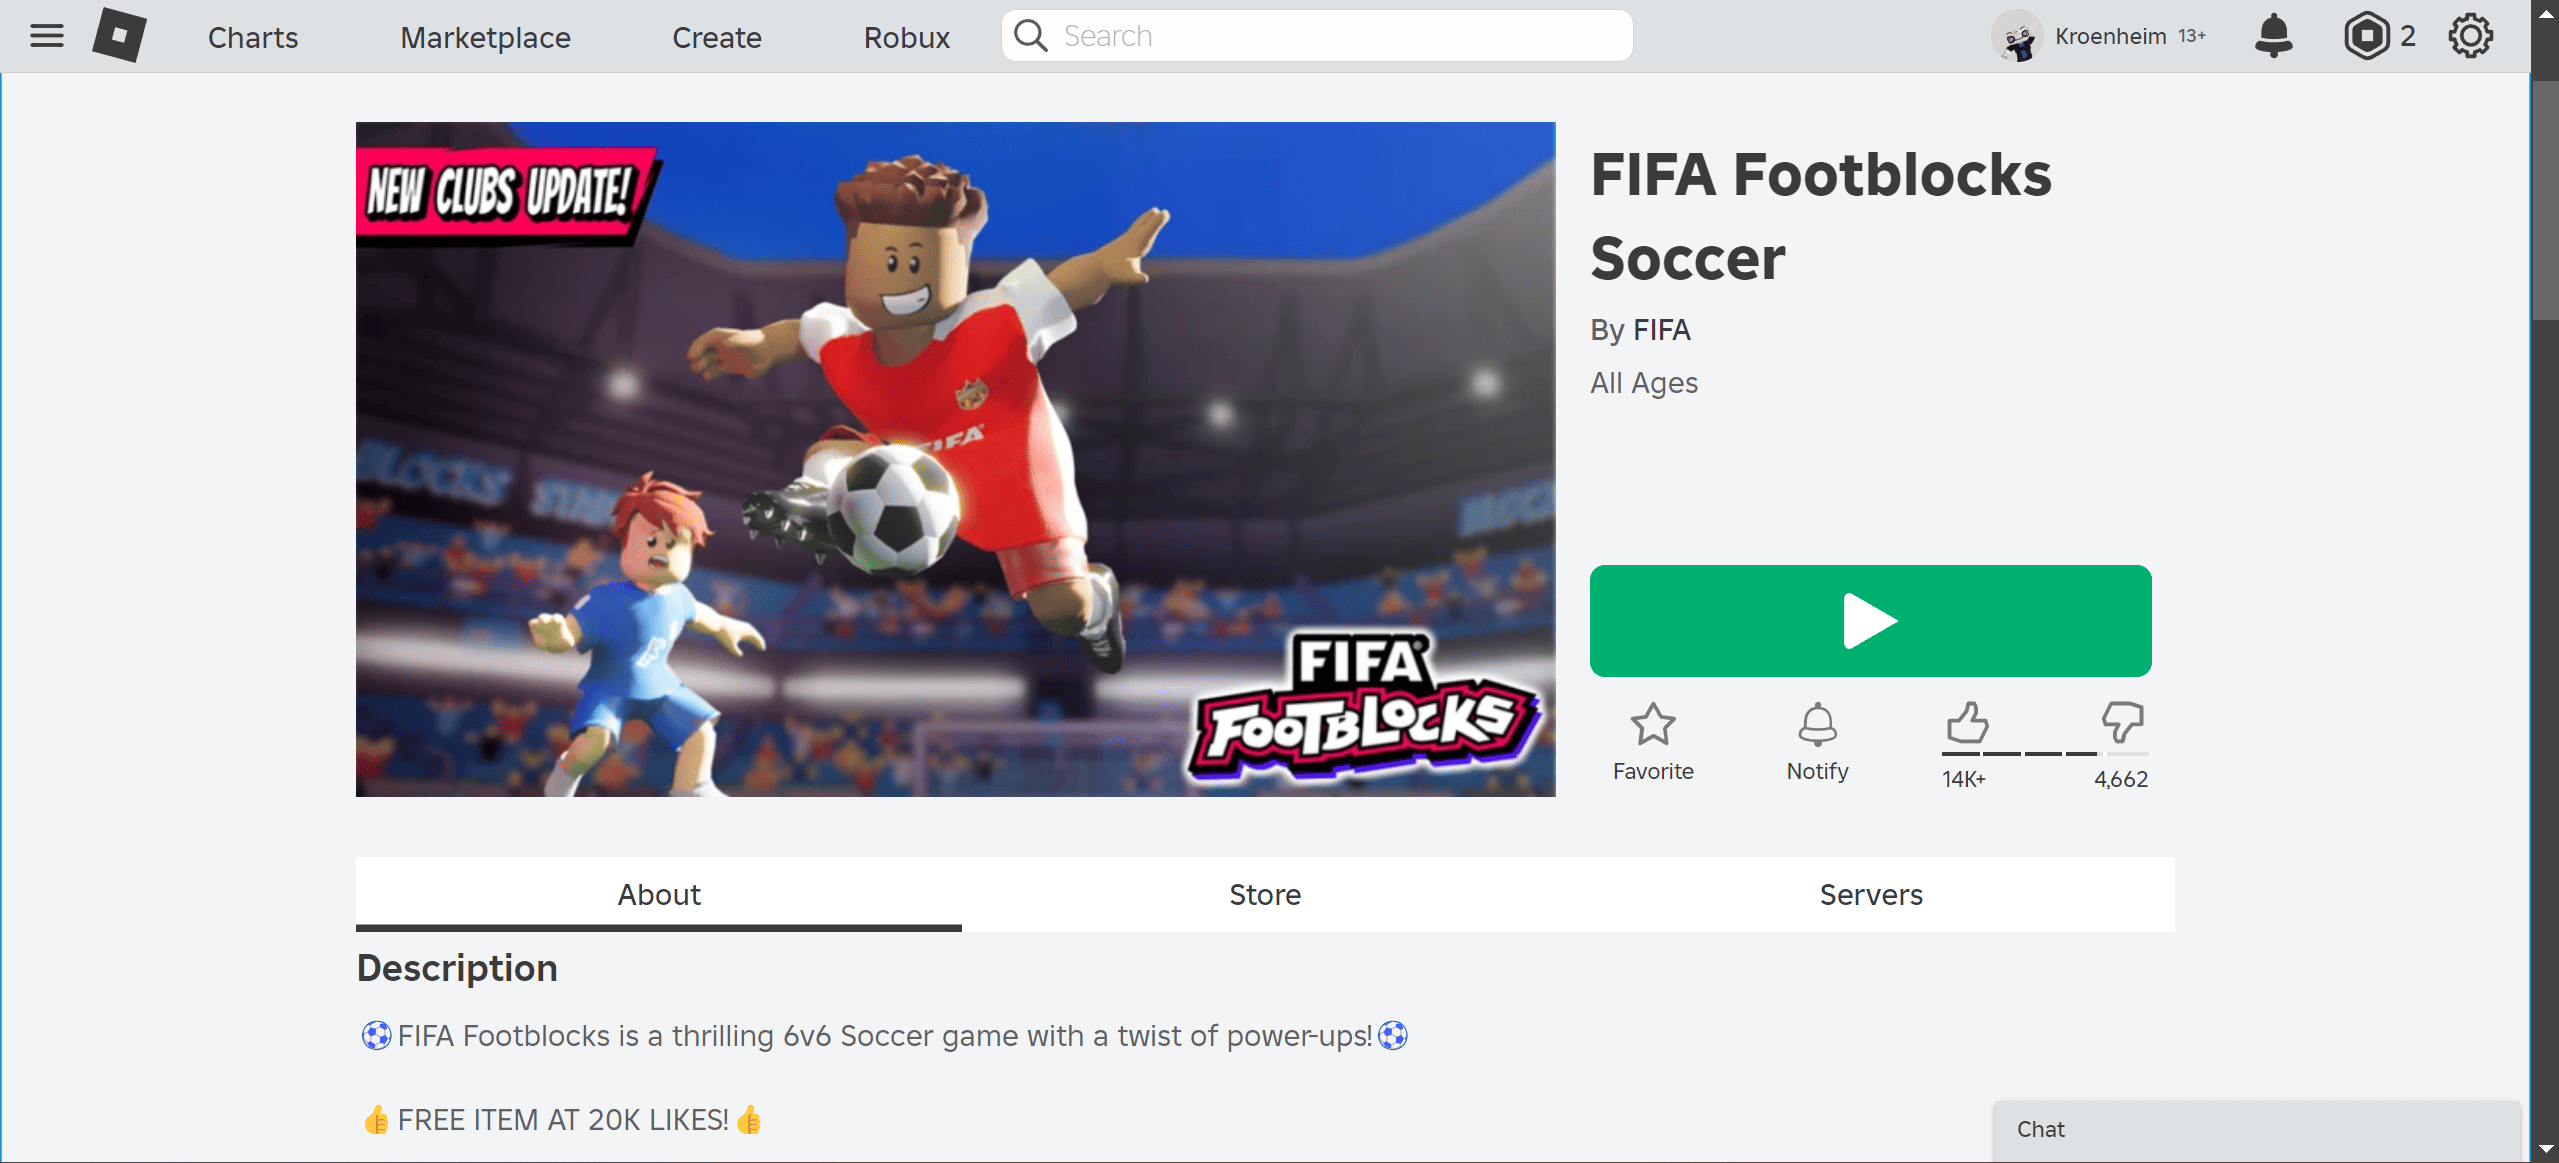 Charts Marketplace Create Robux Search Kroenheim 13+ 2
NEW CLUBS UPDATE!
BLOCKS
FIFA
FIFA
FOOTBLOCKS
FIFA Footblocks
Soccer
By FIFA
All Ages
Favorite Notify 14K+ 4,662
About Store Servers
Description
⚽FIFA Footblocks is a thrilling 6v6 Soccer game with a twist of power-ups!⚽
👍FREE ITEM AT 20K LIKES!👍
Chat